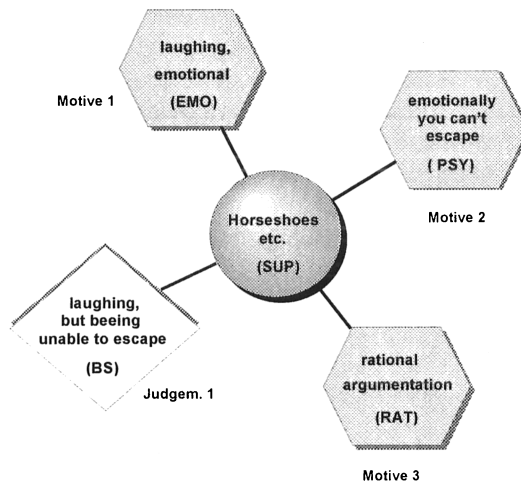 laughing,
emotional
(EMO)
Motive 1
emotionally
you can't
escape
( PSY)
Motive 2
Horseshoes
etc.
(SUP)
laughing,
but beeing
unable to escape
(BS)
Judgem. 1
rational
argumentation
(RAT)
Motive 3